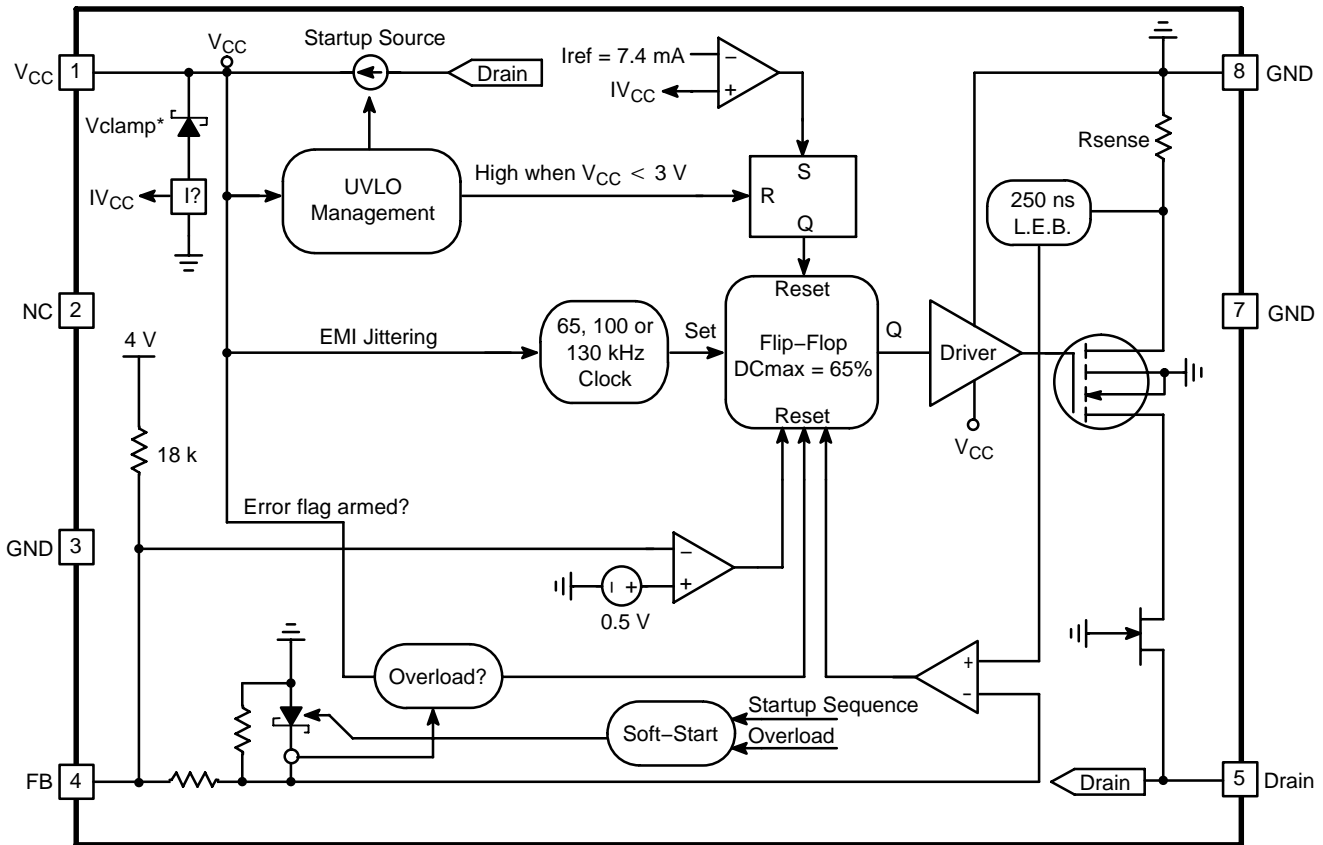 Startup Source
V_CC
V_CC
1
Drain
Iref = 7.4 mA
IV_CC
−
+
8
GND
Vclamp*
Rsense
IV_CC
I?
UVLO
Management
High when V_CC < 3 V
S
R
Q
250 ns
L.E.B.
NC
2
7
GND
4 V
EMI Jittering
65, 100 or
130 kHz
Clock
Set
Reset
Flip−Flop
DCmax = 65%
Reset
Q
Driver
V_CC
18 k
Error flag armed?
GND
3
−
+
− +
0.5 V
Overload?
+
−
Soft−Start
Startup Sequence
Overload
FB
4
Drain
5
Drain